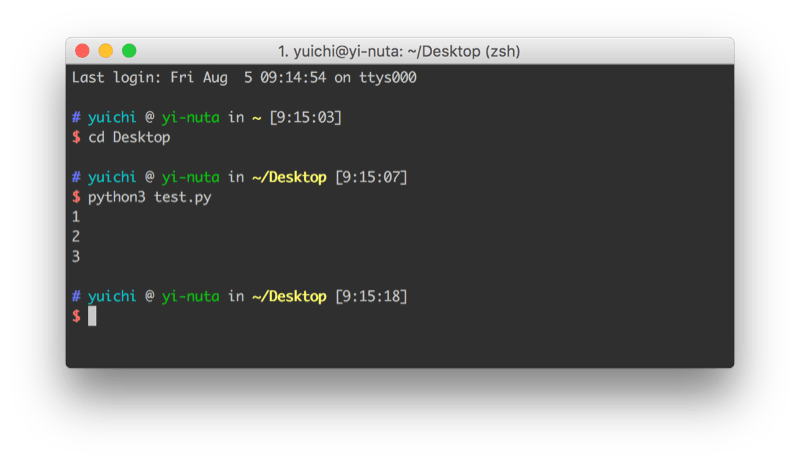 1. yuichi@yi-nuta: ~/Desktop (zsh)
Last login: Fri Aug  5 09:14:54 on ttys000
# yuichi @ yi-nuta in ~ [9:15:03]
$ cd Desktop
# yuichi @ yi-nuta in ~/Desktop [9:15:07]
$ python3 test.py
1
2
3
# yuichi @ yi-nuta in ~/Desktop [9:15:18]
$